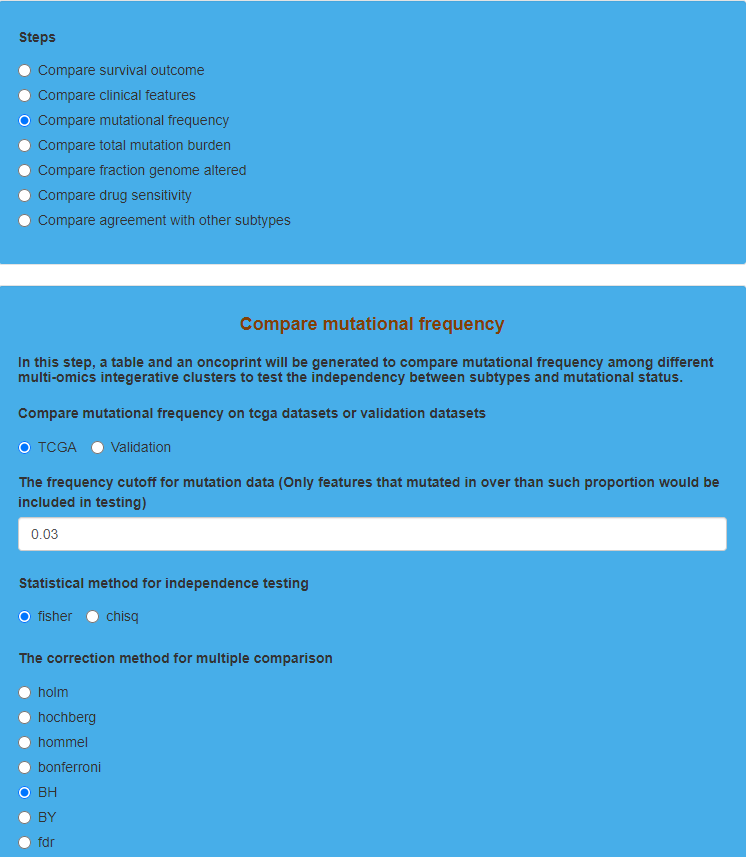 Steps
Compare survival outcome
Compare clinical features
Compare mutational frequency
Compare total mutation burden
Compare fraction genome altered
Compare drug sensitivity
Compare agreement with other subtypes
Compare mutational frequency
In this step, a table and an oncoprint will be generated to compare mutational frequency among different
multi-omics integerative clusters to test the independency between subtypes and mutational status.
Compare mutational frequency on tcga datasets or validation datasets
TCGA Validation
The frequency cutoff for mutation data (Only features that mutated in over than such proportion would be
included in testing)
0.03
Statistical method for independence testing
fisher chisq
The correction method for multiple comparison
holm
hochberg
hommel
bonferroni
BH
BY
fdr